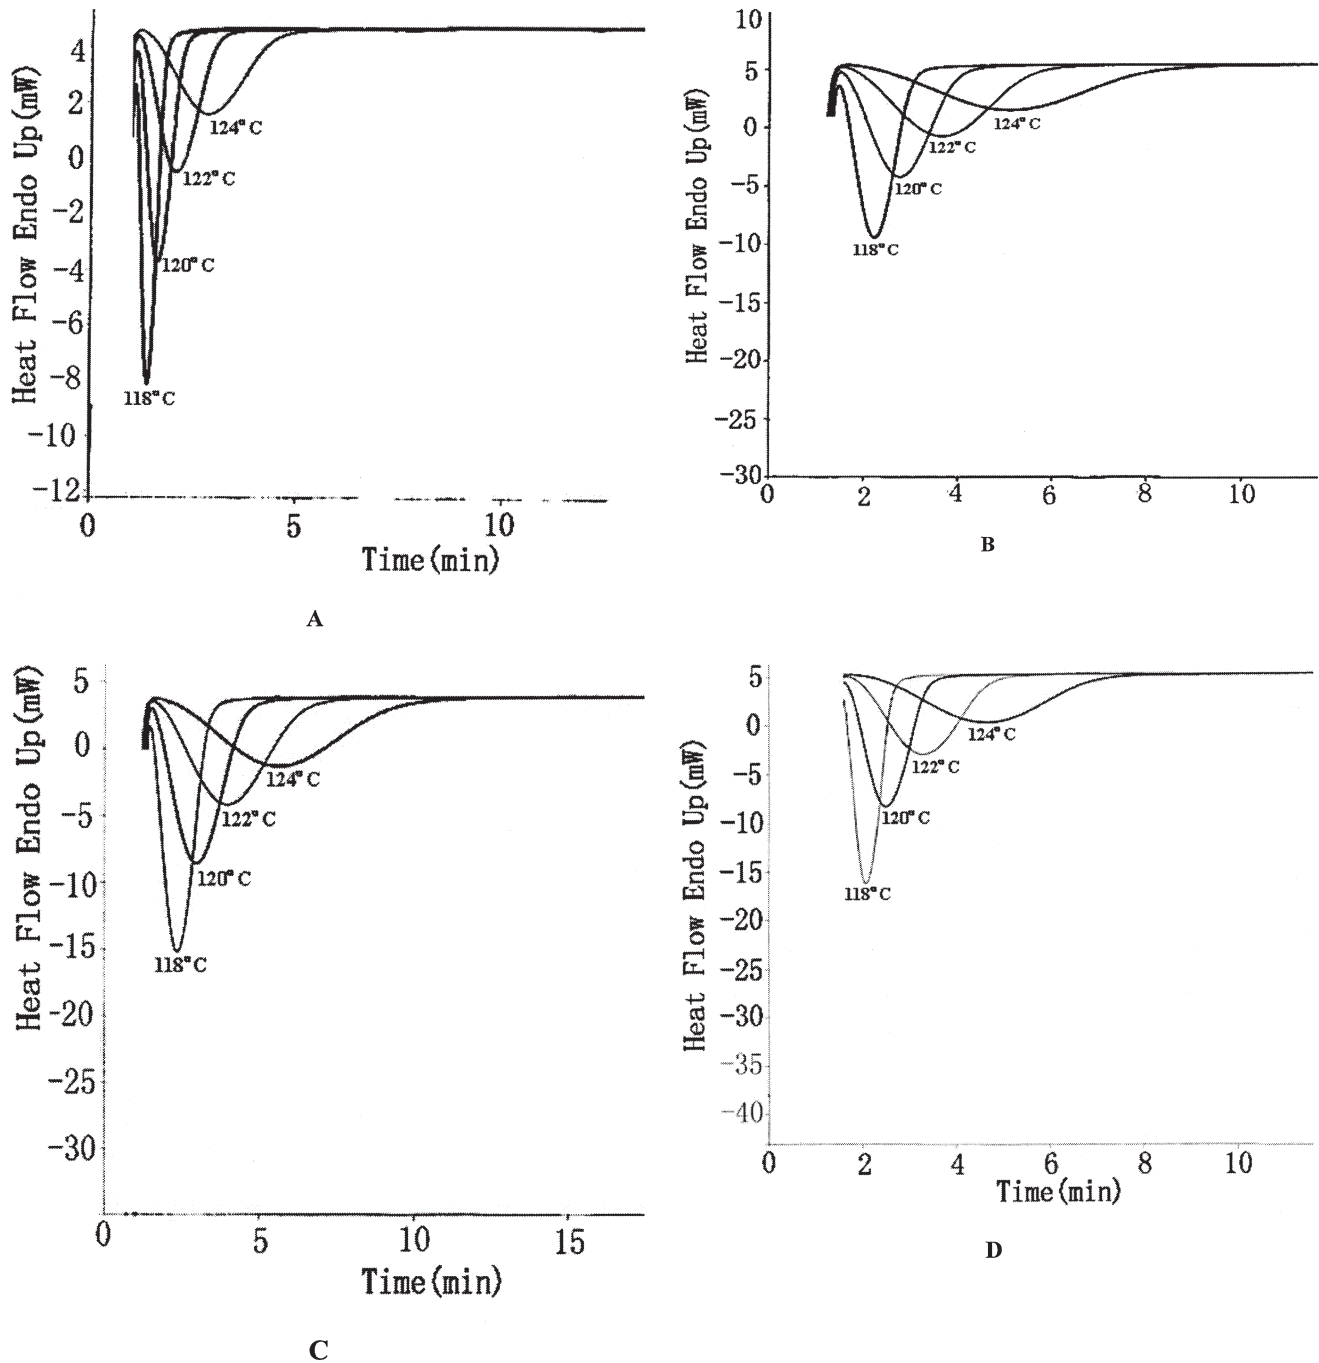 Heat Flow Endo Up(mW)
4
2
0
-2
-4
-6
-8
-10
-12
124°C
122°C
120°C
118°C
0 5 10
Time(min)
A
Heat Flow Endo Up(mW)
10
5
0
-5
-10
-15
-20
-25
-30
124°C
122°C
120°C
118°C
0 2 4 6 8 10
B
Heat Flow Endo Up(mW)
5
0
-5
-10
-15
-20
-25
-30
124°C
122°C
120°C
118°C
0 5 10 15
Time(min)
C
Heat Flow Endo Up(mW)
5
0
-5
-10
-15
-20
-25
-30
-35
-40
124°C
122°C
120°C
118°C
0 2 4 6 8 10
Time(min)
D